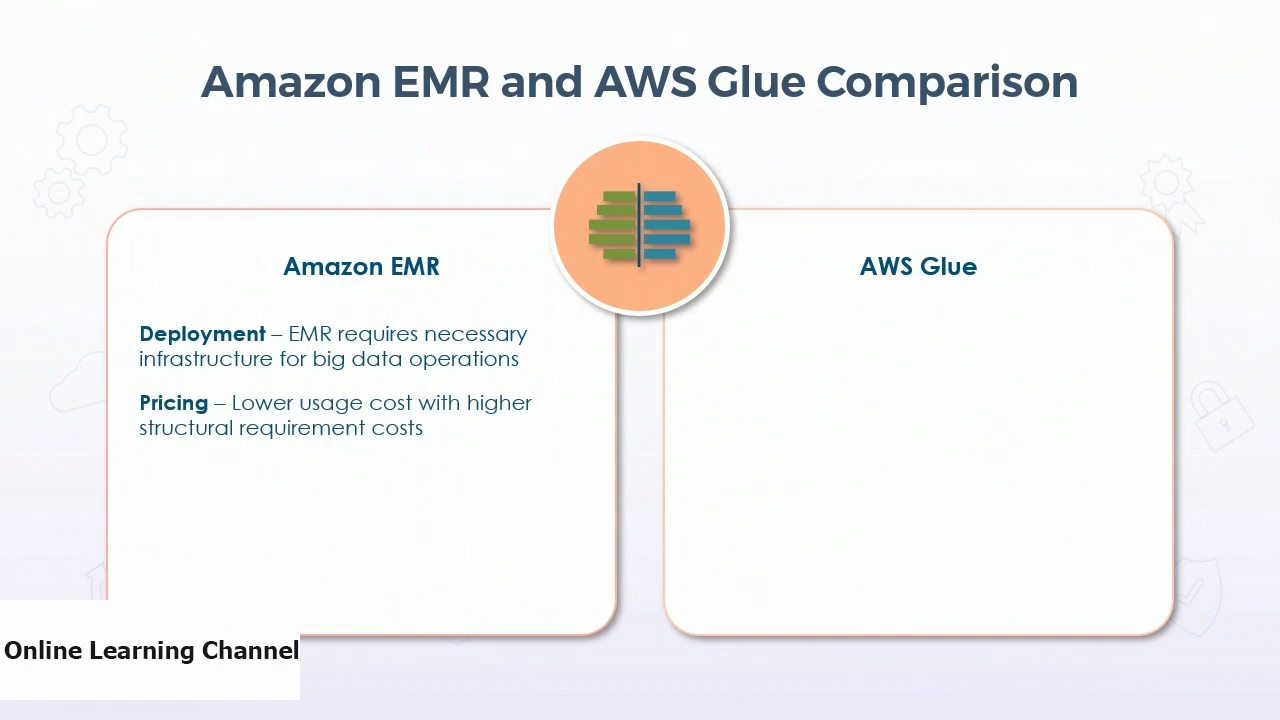 Amazon EMR and AWS Glue Comparison
Amazon EMR
Deployment – EMR requires necessary
infrastructure for big data operations
Pricing – Lower usage cost with higher
structural requirement costs
AWS Glue
Online Learning Channel